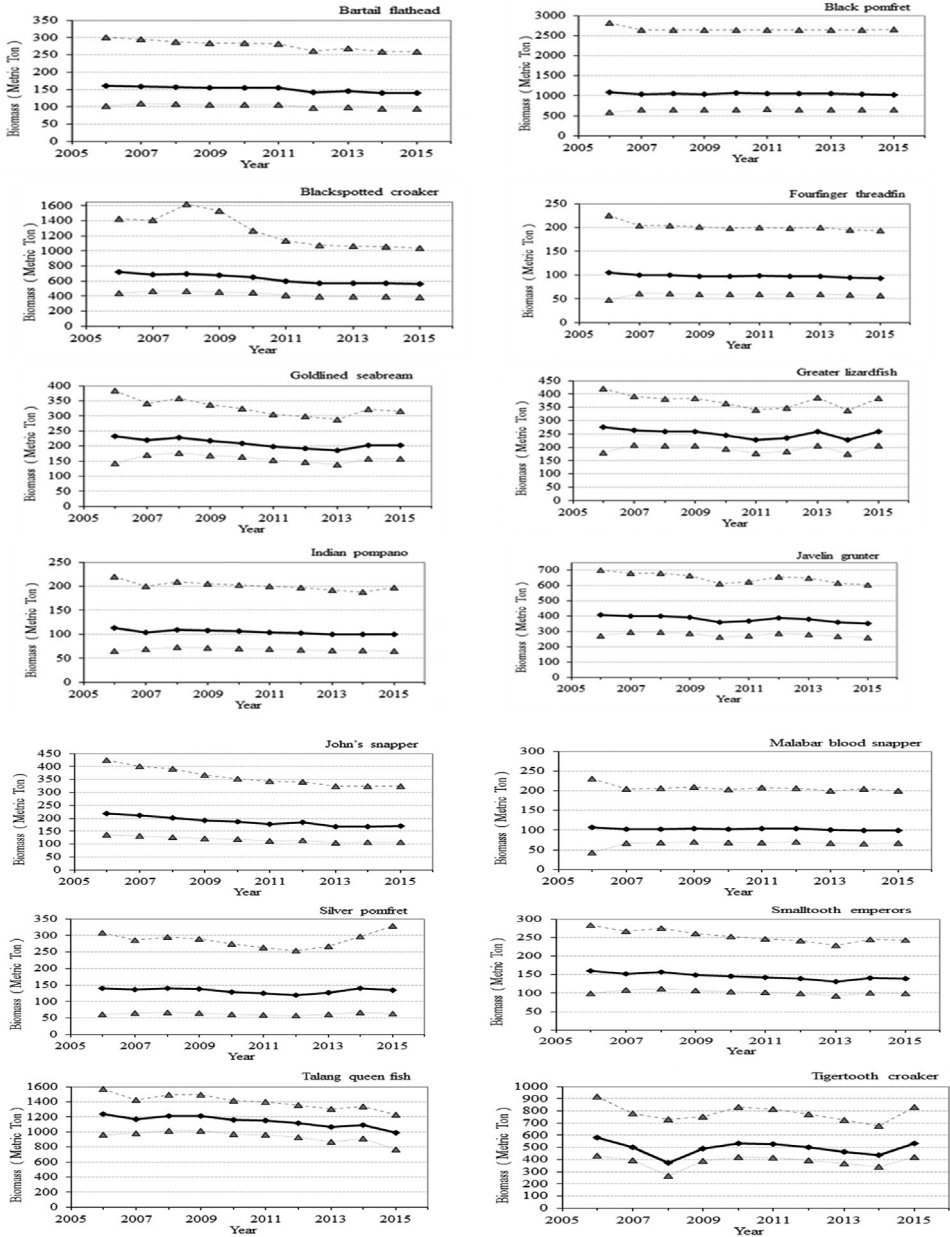 Bartail flathead
350
300
250
200
150
100
50
0
Biomass ( Metric Ton )
2005 2007 2009 2011 2013 2015
Year
Black pomfret
3000
2500
2000
1500
1000
500
0
Biomass ( Metric Ton )
2005 2007 2009 2011 2013 2015
Year
Blackspotted croaker
1600
1400
1200
1000
800
600
400
200
0
Biomass ( Metric Ton )
2005 2007 2009 2011 2013 2015
Year
Fourfinger threadfin
250
200
150
100
50
0
Biomass ( Metric Ton )
2005 2007 2009 2011 2013 2015
Year
Goldlined seabream
400
350
300
250
200
150
100
50
0
Biomass ( Metric Ton )
2005 2007 2009 2011 2013 2015
Year
Greater lizardfish
450
400
350
300
250
200
150
100
50
0
Biomass ( Metric Ton )
2005 2007 2009 2011 2013 2015
Year
Indian pompano
250
200
150
100
50
0
Biomass ( Metric Ton )
2005 2007 2009 2011 2013 2015
Year
Javelin grunter
700
600
500
400
300
200
100
0
Biomass ( Metric Ton )
2005 2007 2009 2011 2013 2015
Year
John's snapper
450
400
350
300
250
200
150
100
50
0
Biomass ( Metric Ton )
2005 2007 2009 2011 2013 2015
Year
Malabar blood snapper
300
250
200
150
100
50
0
Biomass ( Metric Ton )
2005 2007 2009 2011 2013 2015
Year
Silver pomfret
350
300
250
200
150
100
50
0
Biomass ( Metric Ton )
2005 2007 2009 2011 2013 2015
Year
Smalltooth emperors
300
250
200
150
100
50
0
Biomass ( Metric Ton )
2005 2007 2009 2011 2013 2015
Year
Talang queen fish
1600
1400
1200
1000
800
600
400
200
0
Biomass ( Metric Ton )
2005 2007 2009 2011 2013 2015
Year
Tigertooth croaker
1000
900
800
700
600
500
400
300
200
100
0
Biomass ( Metric Ton )
2005 2007 2009 2011 2013 2015
Year